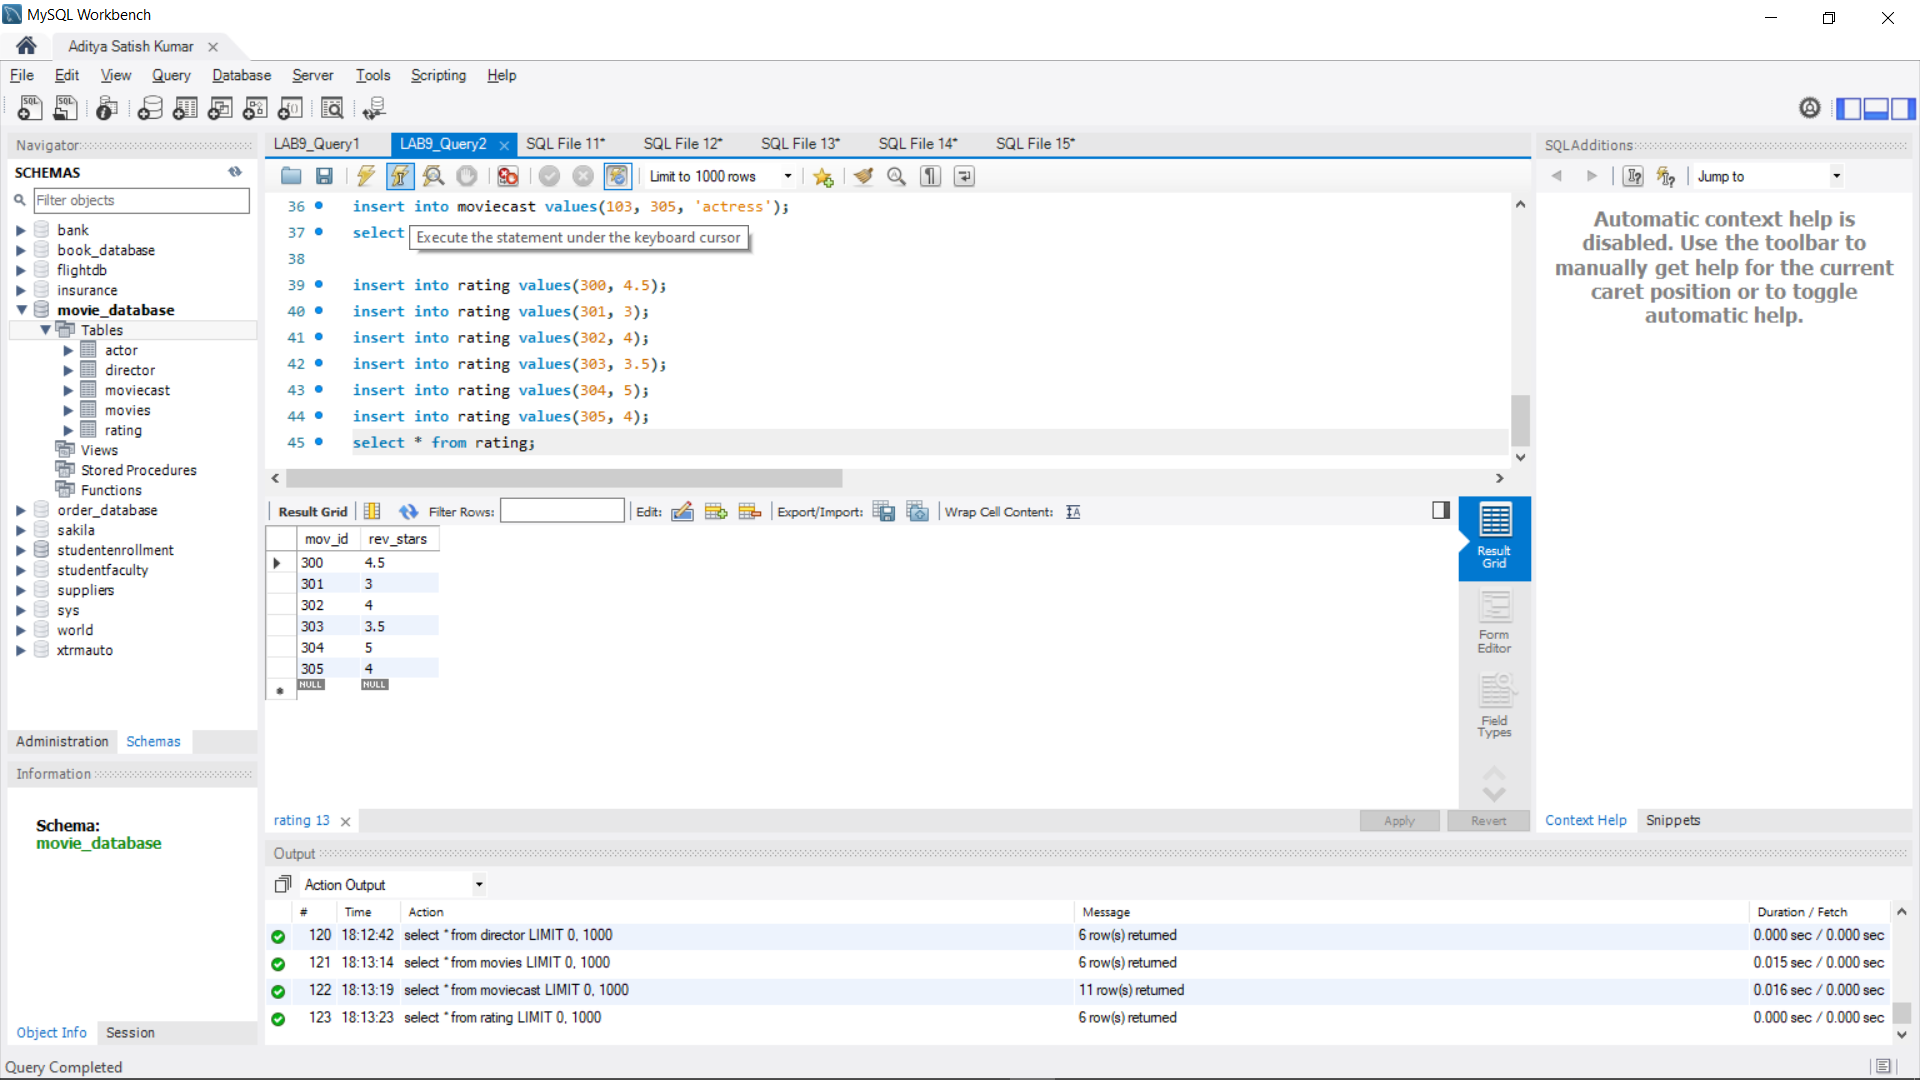 MySQL Workbench
Aditya Satish Kumar
File Edit View Query Database Server Tools Scripting Help
Navigator
SCHEMAS
Filter objects
bank
book_database
flightdb
insurance
movie_database
Tables
actor
director
moviecast
movies
rating
Views
Stored Procedures
Functions
order_database
sakila
studentenrollment
studentfaculty
suppliers
sys
world
xtrmauto
Administration Schemas
Information
Schema:
movie_database
Object Info Session
LAB9_Query1 LAB9_Query2 SQL File 11* SQL File 12* SQL File 13* SQL File 14* SQL File 15*
Limit to 1000 rows
36 insert into moviecast values(103, 305, 'actress');
37 select
Execute the statement under the keyboard cursor
38
39 insert into rating values(300, 4.5);
40 insert into rating values(301, 3);
41 insert into rating values(302, 4);
42 insert into rating values(303, 3.5);
43 insert into rating values(304, 5);
44 insert into rating values(305, 4);
45 select * from rating;
Result Grid Filter Rows: Edit: Export/Import: Wrap Cell Content:
mov_id rev_stars
300 4.5
301 3
302 4
303 3.5
304 5
305 4
NULL NULL
Result
Grid
Form
Editor
Field
Types
rating 13
Apply Revert
SQLAdditions
Jump to
Automatic context help is
disabled. Use the toolbar to
manually get help for the current
caret position or to toggle
automatic help.
Context Help Snippets
Output
Action Output
# Time Action Message Duration / Fetch
120 18:12:42 select * from director LIMIT 0, 1000 6 row(s) returned 0.000 sec / 0.000 sec
121 18:13:14 select * from movies LIMIT 0, 1000 6 row(s) returned 0.015 sec / 0.000 sec
122 18:13:19 select * from moviecast LIMIT 0, 1000 11 row(s) returned 0.016 sec / 0.000 sec
123 18:13:23 select * from rating LIMIT 0, 1000 6 row(s) returned 0.000 sec / 0.000 sec
Query Completed